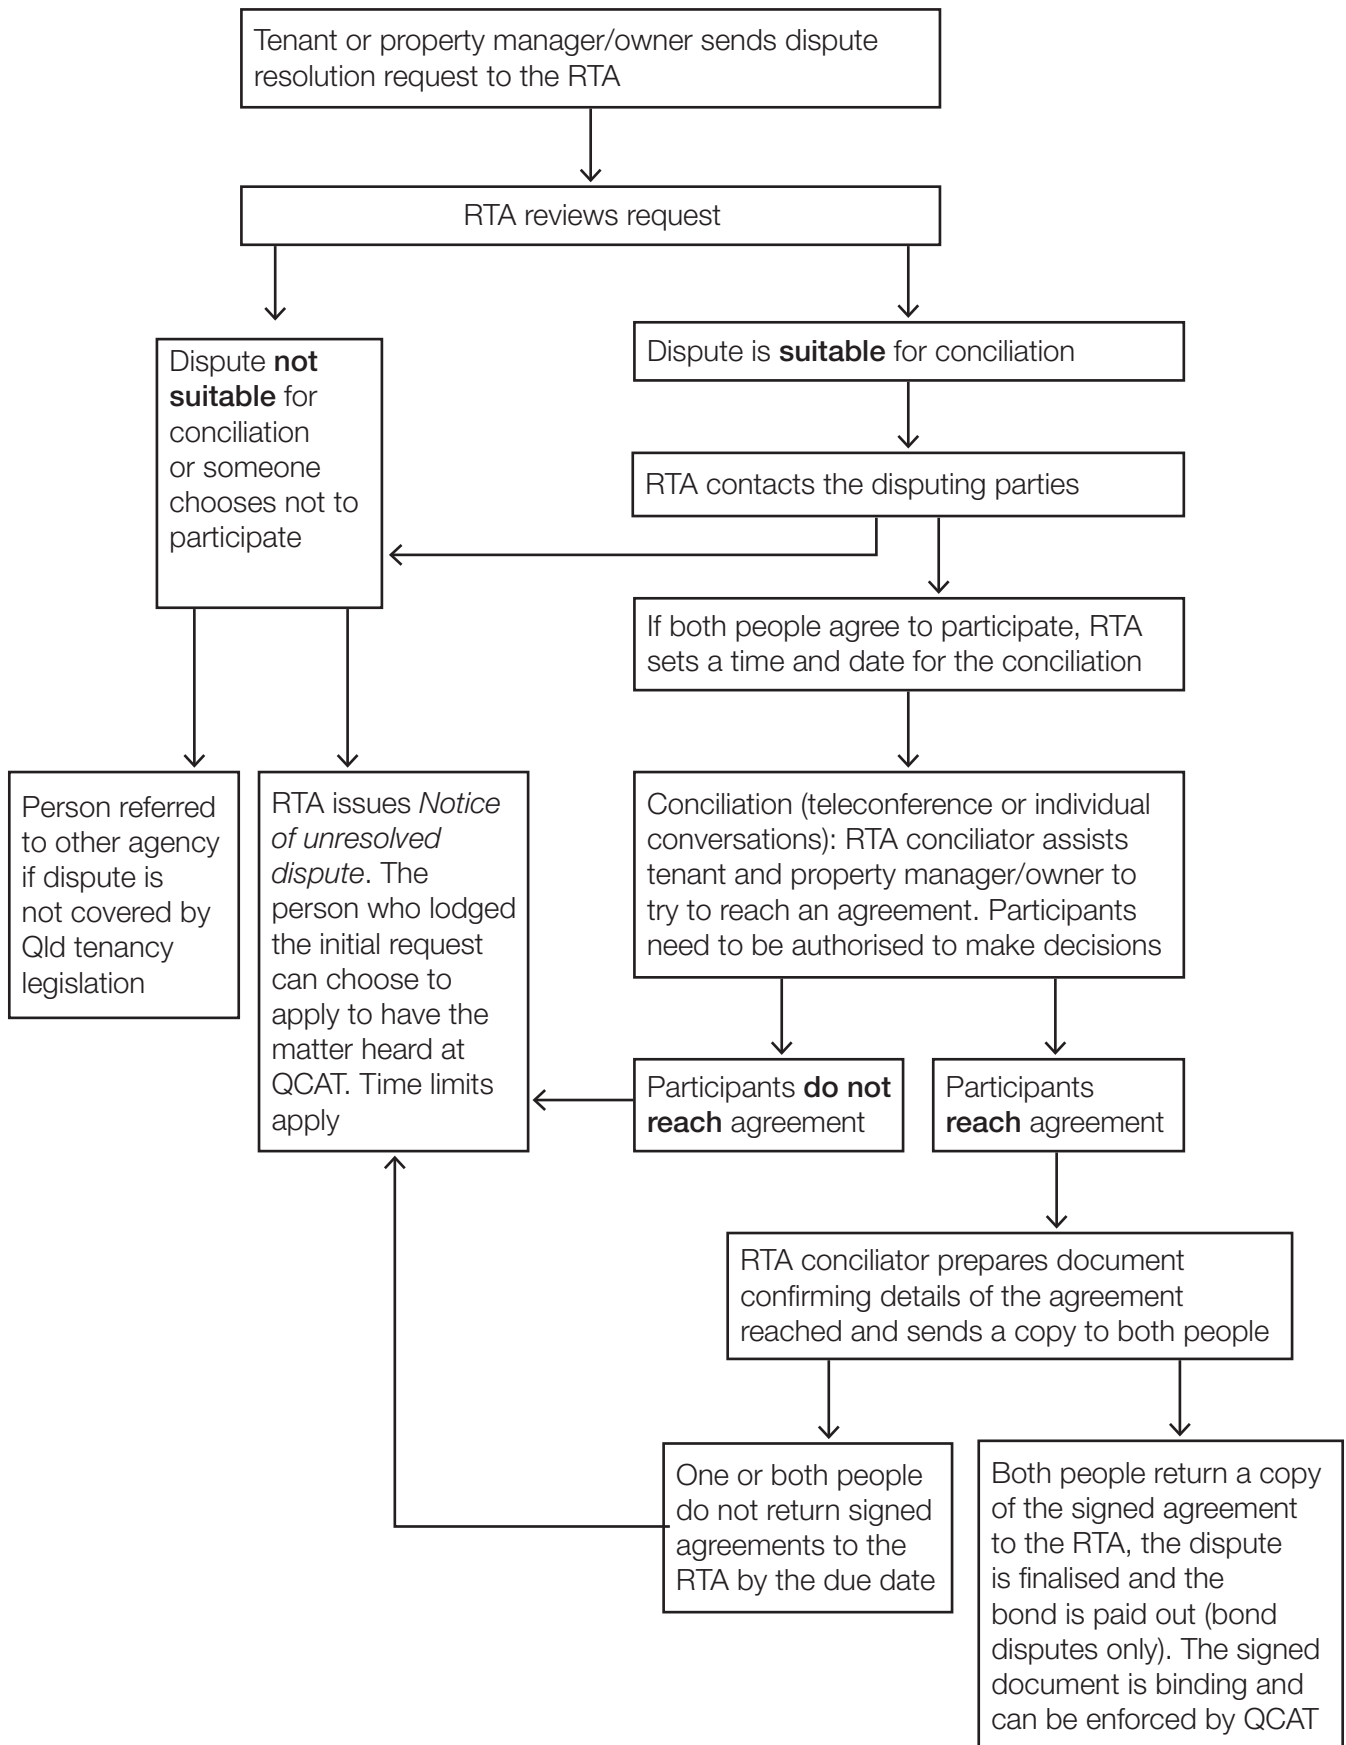 Tenant or property manager/owner sends dispute
resolution request to the RTA
RTA reviews request
Dispute not
suitable for
conciliation
or someone
chooses not to
participate
Dispute is suitable for conciliation
RTA contacts the disputing parties
If both people agree to participate, RTA
sets a time and date for the conciliation
Person referred
to other agency
if dispute is
not covered by
Qld tenancy
legislation
RTA issues Notice
of unresolved
dispute. The
person who lodged
the initial request
can choose to
apply to have the
matter heard at
QCAT. Time limits
apply
Conciliation (teleconference or individual
conversations): RTA conciliator assists
tenant and property manager/owner to
try to reach an agreement. Participants
need to be authorised to make decisions
Participants do not
reach agreement
Participants
reach agreement
RTA conciliator prepares document
confirming details of the agreement
reached and sends a copy to both people
One or both people
do not return signed
agreements to the
RTA by the due date
Both people return a copy
of the signed agreement
to the RTA, the dispute
is finalised and the
bond is paid out (bond
disputes only). The signed
document is binding and
can be enforced by QCAT